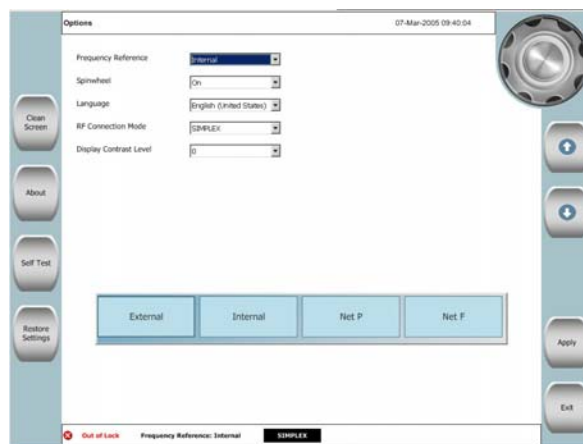 Options 07-Mar-2005 09:40:04
Frequency Reference Internal
Spinwheel On
Language English (United States)
RF Connection Mode SIMPLEX
Display Contrast Level 0
Clean
Screen
About
Self Test
Restore
Settings
External Internal Net P Net F
Apply
Exit
Out of Lock Frequency Reference: Internal SIMPLEX